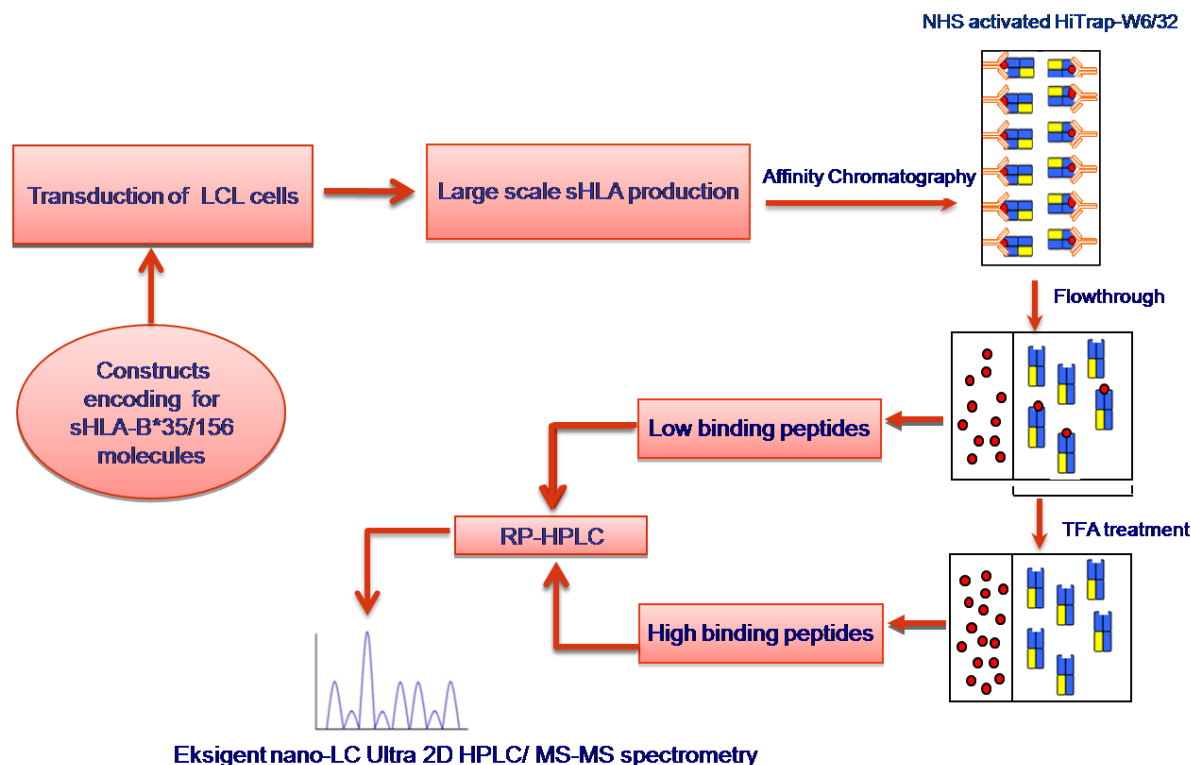 NHS activated HiTrap-W6/32
Transduction of LCL cells
Large scale sHLA production
Affinity Chromatography
Flowthrough
Constructs
encoding for
sHLA-B*35/156
molecules
Low binding peptides
RP-HPLC
TFA treatment
High binding peptides
Eksigent nano-LC Ultra 2D HPLC/ MS-MS spectrometry